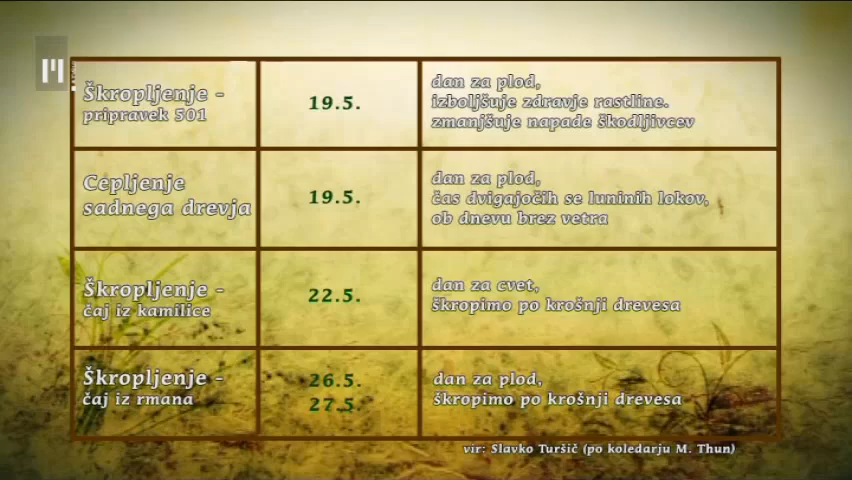 Škropljenje -
pripravek 501
19.5.
dan za plod,
izboljšuje zdravje rastline.
zmanjšuje napade škodljivcev
Cepljenje
sadnega drevja
19.5.
dan za plod,
čas dvigajočih se luninih lokov,
ob dnevu brez vetra
Škropljenje -
čaj iz kamilice
22.5.
dan za cvet,
škropimo po krošnji drevesa
Škropljenje -
čaj iz rmana
26.5.
27.5.
dan za plod,
škropimo po krošnji drevesa
vir: Slavko Turšič (po koledarju M. Thun)